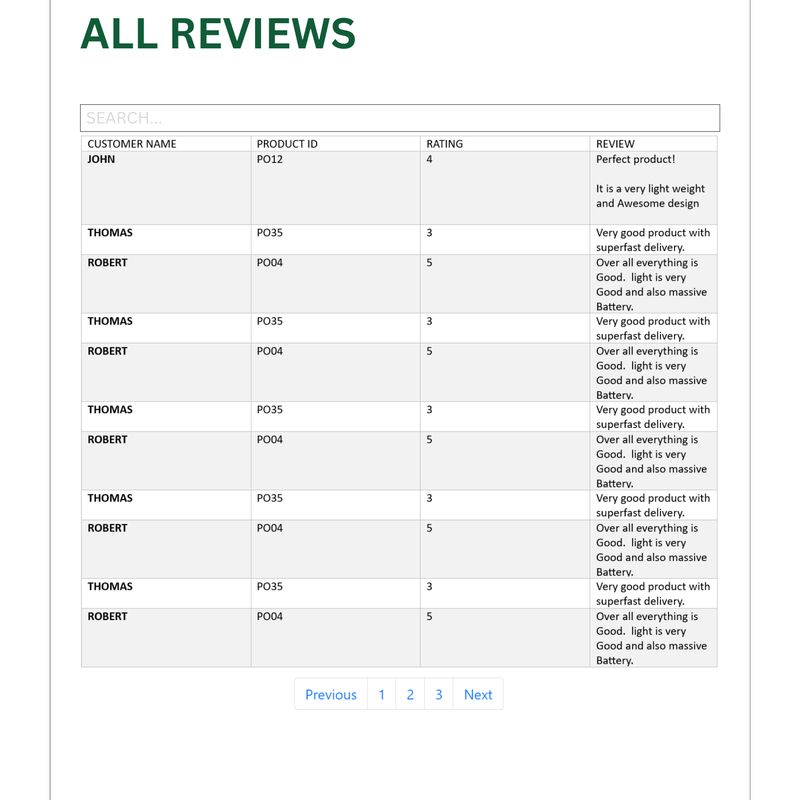 ALL REVIEWS
SEARCH...
CUSTOMER NAME PRODUCT ID RATING REVIEW
JOHN PO12 4 Perfect product!
It is a very light weight
and Awesome design
THOMAS PO35 3 Very good product with
superfast delivery.
ROBERT PO04 5 Over all everything is
Good.  light is very
Good and also massive
Battery.
THOMAS PO35 3 Very good product with
superfast delivery.
ROBERT PO04 5 Over all everything is
Good.  light is very
Good and also massive
Battery.
THOMAS PO35 3 Very good product with
superfast delivery.
ROBERT PO04 5 Over all everything is
Good.  light is very
Good and also massive
Battery.
THOMAS PO35 3 Very good product with
superfast delivery.
ROBERT PO04 5 Over all everything is
Good.  light is very
Good and also massive
Battery.
THOMAS PO35 3 Very good product with
superfast delivery.
ROBERT PO04 5 Over all everything is
Good.  light is very
Good and also massive
Battery.
Previous 1 2 3 Next